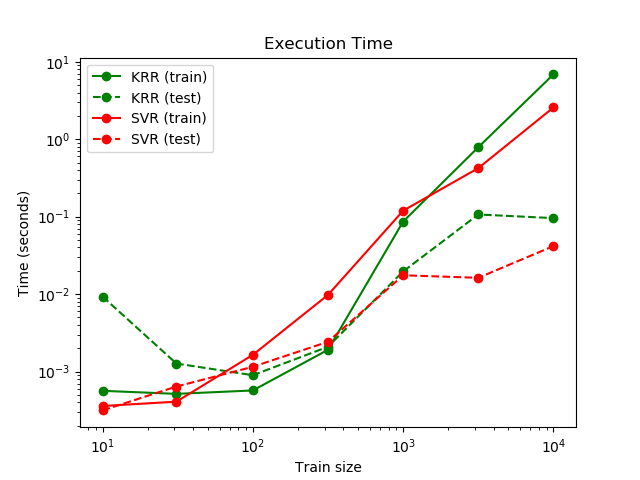 Execution Time
KRR (train)
KRR (test)
SVR (train)
SVR (test)
Time (seconds)
10¹
10⁰
10⁻¹
10⁻²
10⁻³
10¹
10²
10³
10⁴
Train size